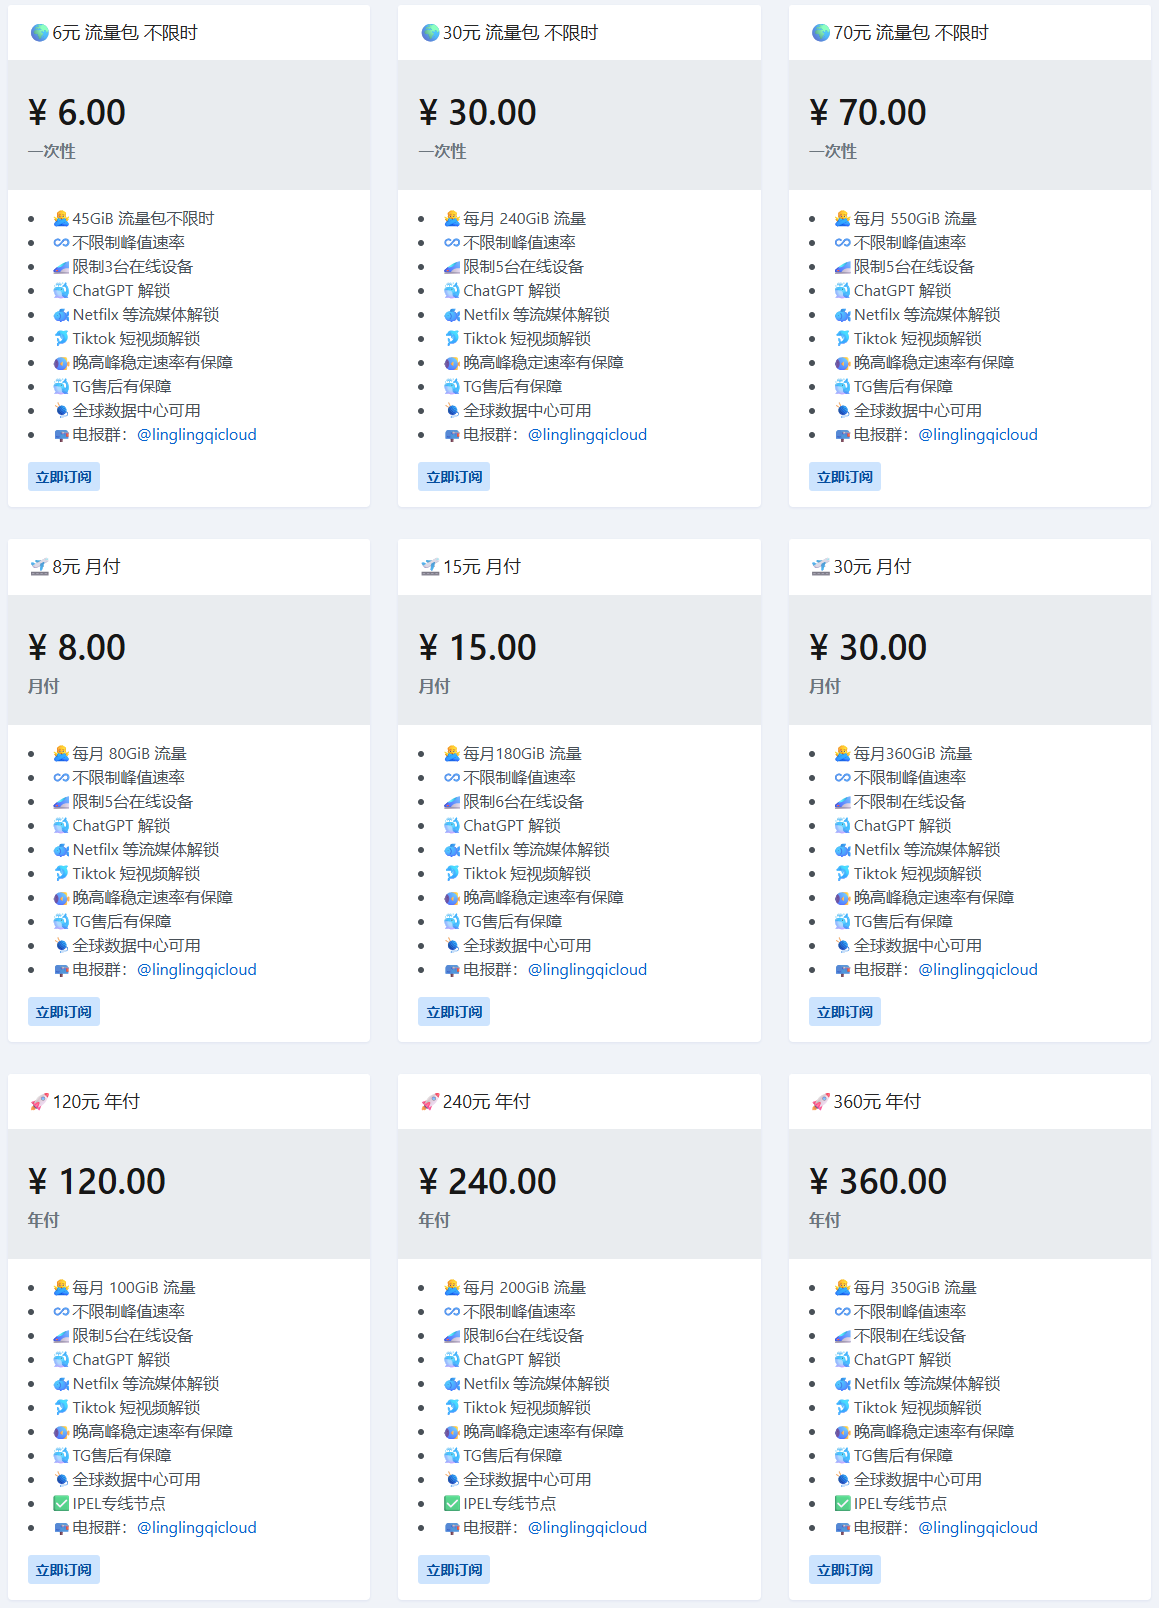 6元 流量包 不限时
¥ 6.00
一次性
45GiB 流量包不限时
不限制峰值速率
限制3台在线设备
ChatGPT 解锁
Netfilx 等流媒体解锁
Tiktok 短视频解锁
晚高峰稳定速率有保障
TG售后有保障
全球数据中心可用
电报群：@linglingqicloud
立即订阅
30元 流量包 不限时
¥ 30.00
一次性
每月 240GiB 流量
不限制峰值速率
限制5台在线设备
ChatGPT 解锁
Netfilx 等流媒体解锁
Tiktok 短视频解锁
晚高峰稳定速率有保障
TG售后有保障
全球数据中心可用
电报群：@linglingqicloud
立即订阅
70元 流量包 不限时
¥ 70.00
一次性
每月 550GiB 流量
不限制峰值速率
限制5台在线设备
ChatGPT 解锁
Netfilx 等流媒体解锁
Tiktok 短视频解锁
晚高峰稳定速率有保障
TG售后有保障
全球数据中心可用
电报群：@linglingqicloud
立即订阅
8元 月付
¥ 8.00
月付
每月 80GiB 流量
不限制峰值速率
限制5台在线设备
ChatGPT 解锁
Netfilx 等流媒体解锁
Tiktok 短视频解锁
晚高峰稳定速率有保障
TG售后有保障
全球数据中心可用
电报群：@linglingqicloud
立即订阅
15元 月付
¥ 15.00
月付
每月180GiB 流量
不限制峰值速率
限制6台在线设备
ChatGPT 解锁
Netfilx 等流媒体解锁
Tiktok 短视频解锁
晚高峰稳定速率有保障
TG售后有保障
全球数据中心可用
电报群：@linglingqicloud
立即订阅
30元 月付
¥ 30.00
月付
每月360GiB 流量
不限制峰值速率
不限制在线设备
ChatGPT 解锁
Netfilx 等流媒体解锁
Tiktok 短视频解锁
晚高峰稳定速率有保障
TG售后有保障
全球数据中心可用
电报群：@linglingqicloud
立即订阅
120元 年付
¥ 120.00
年付
每月 100GiB 流量
不限制峰值速率
限制5台在线设备
ChatGPT 解锁
Netfilx 等流媒体解锁
Tiktok 短视频解锁
晚高峰稳定速率有保障
TG售后有保障
全球数据中心可用
IPEL专线节点
电报群：@linglingqicloud
立即订阅
240元 年付
¥ 240.00
年付
每月 200GiB 流量
不限制峰值速率
限制6台在线设备
ChatGPT 解锁
Netfilx 等流媒体解锁
Tiktok 短视频解锁
晚高峰稳定速率有保障
TG售后有保障
全球数据中心可用
IPEL专线节点
电报群：@linglingqicloud
立即订阅
360元 年付
¥ 360.00
年付
每月 350GiB 流量
不限制峰值速率
不限制在线设备
ChatGPT 解锁
Netfilx 等流媒体解锁
Tiktok 短视频解锁
晚高峰稳定速率有保障
TG售后有保障
全球数据中心可用
IPEL专线节点
电报群：@linglingqicloud
立即订阅